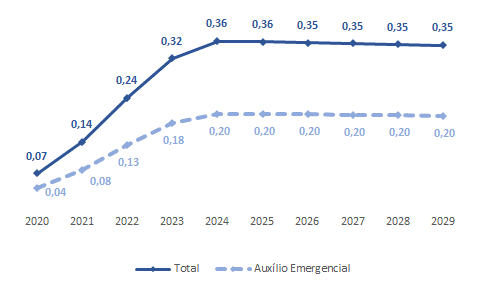 0,07 0,14 0,24 0,32 0,36 0,36 0,35 0,35 0,35 0,35
0,04 0,08 0,13 0,18 0,20 0,20 0,20 0,20 0,20 0,20
2020 2021 2022 2023 2024 2025 2026 2027 2028 2029
Total Auxílio Emergencial